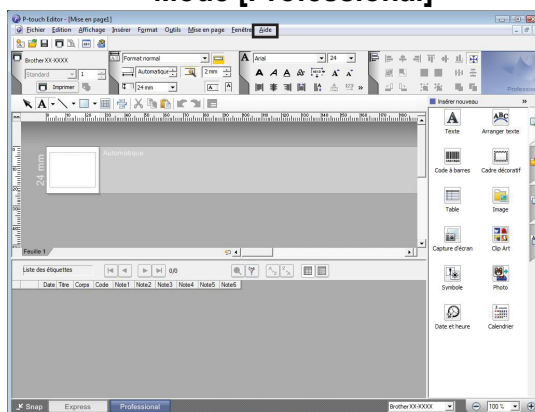 Mode [Professional]
P-touch Editor - [Mise en page1]
Fichier Edition Affichage Insérer Format Outils Mise en page Fenêtre Aide
Brother XX-XXXX
Format normal
Arial
24
Standard
1
Automatique
2 mm
Imprimer
24 mm
Professional
Insérer nouveau
Texte
Arranger texte
24 mm
Automatique
Code à barres
Cadre décoratif
Table
Image
Capture d'écran
Clip Art
Feuille 1
Liste des étiquettes
0/0
Symbole
Photo
Date Titre Corps Code Note1 Note2 Note3 Note4 Note5 Note6
Date et heure
Calendrier
Snap
Express
Professional
Brother XX-XXXX
100 %